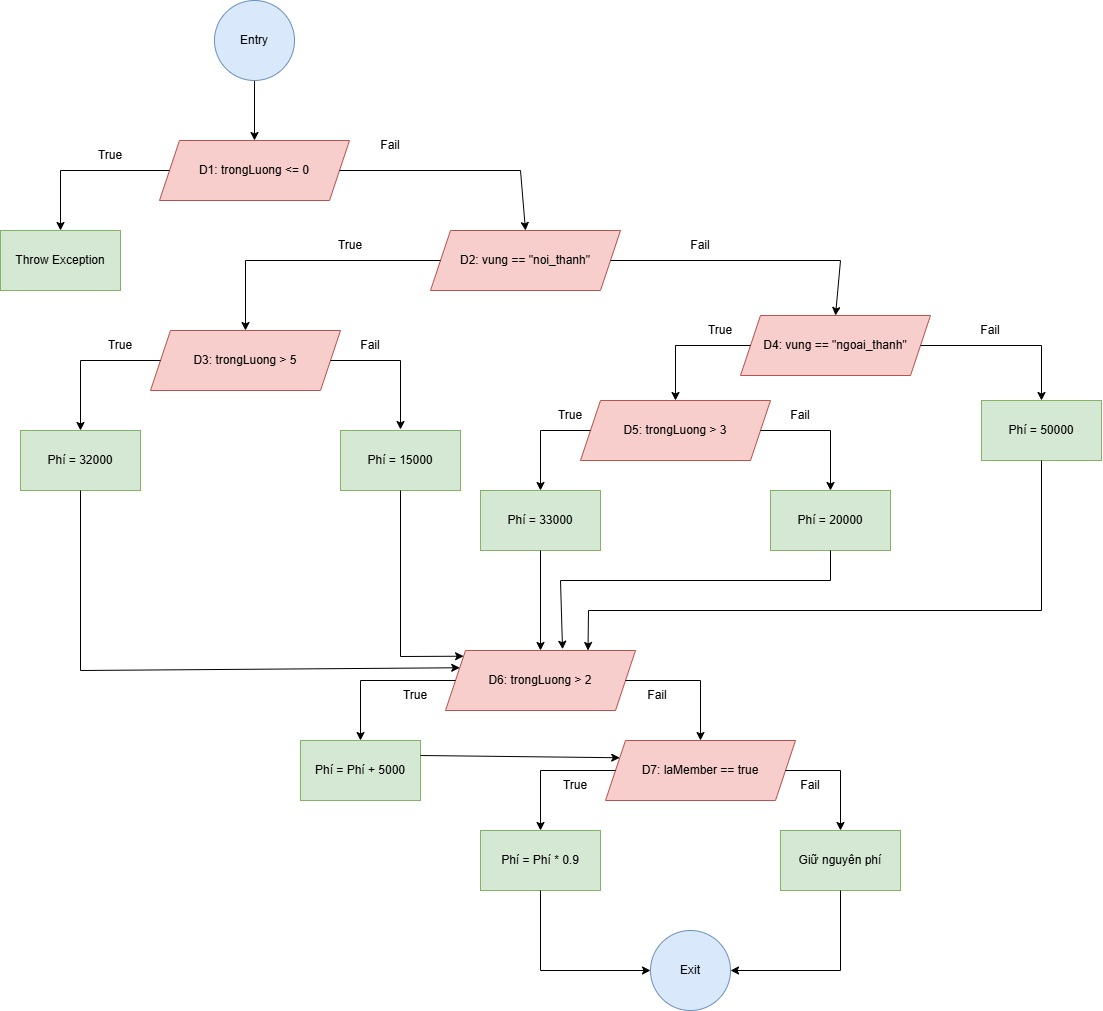 Entry
D1: trongLuong <= 0
True
Fail
Throw Exception
D2: vung == "noi_thanh"
True
Fail
D3: trongLuong > 5
True
Fail
D4: vung == "ngoai_thanh"
True
Fail
Phí = 32000
Phí = 15000
D5: trongLuong > 3
True
Fail
Phí = 50000
Phí = 33000
Phí = 20000
D6: trongLuong > 2
True
Fail
Phí = Phí + 5000
D7: laMember == true
True
Fail
Phí = Phí * 0.9
Giữ nguyên phí
Exit